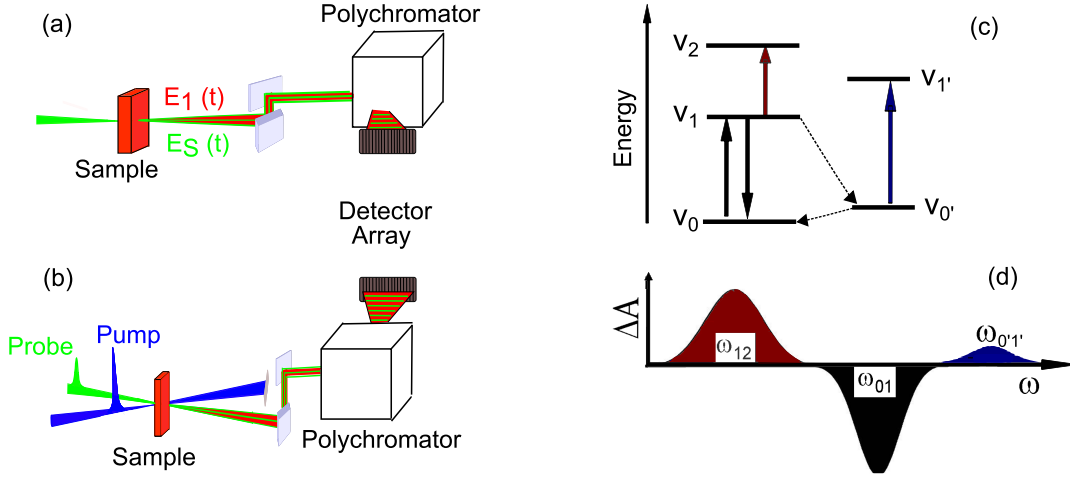 (a)
Polychromator
E1 (t)
ES (t)
Sample
Detector
Array
(b)
Probe
Pump
Sample
Polychromator
(c)
Energy
v2
v1
v0
v1'
v0'
(d)
ΔA
ω12
ω01
ω0'1'
ω